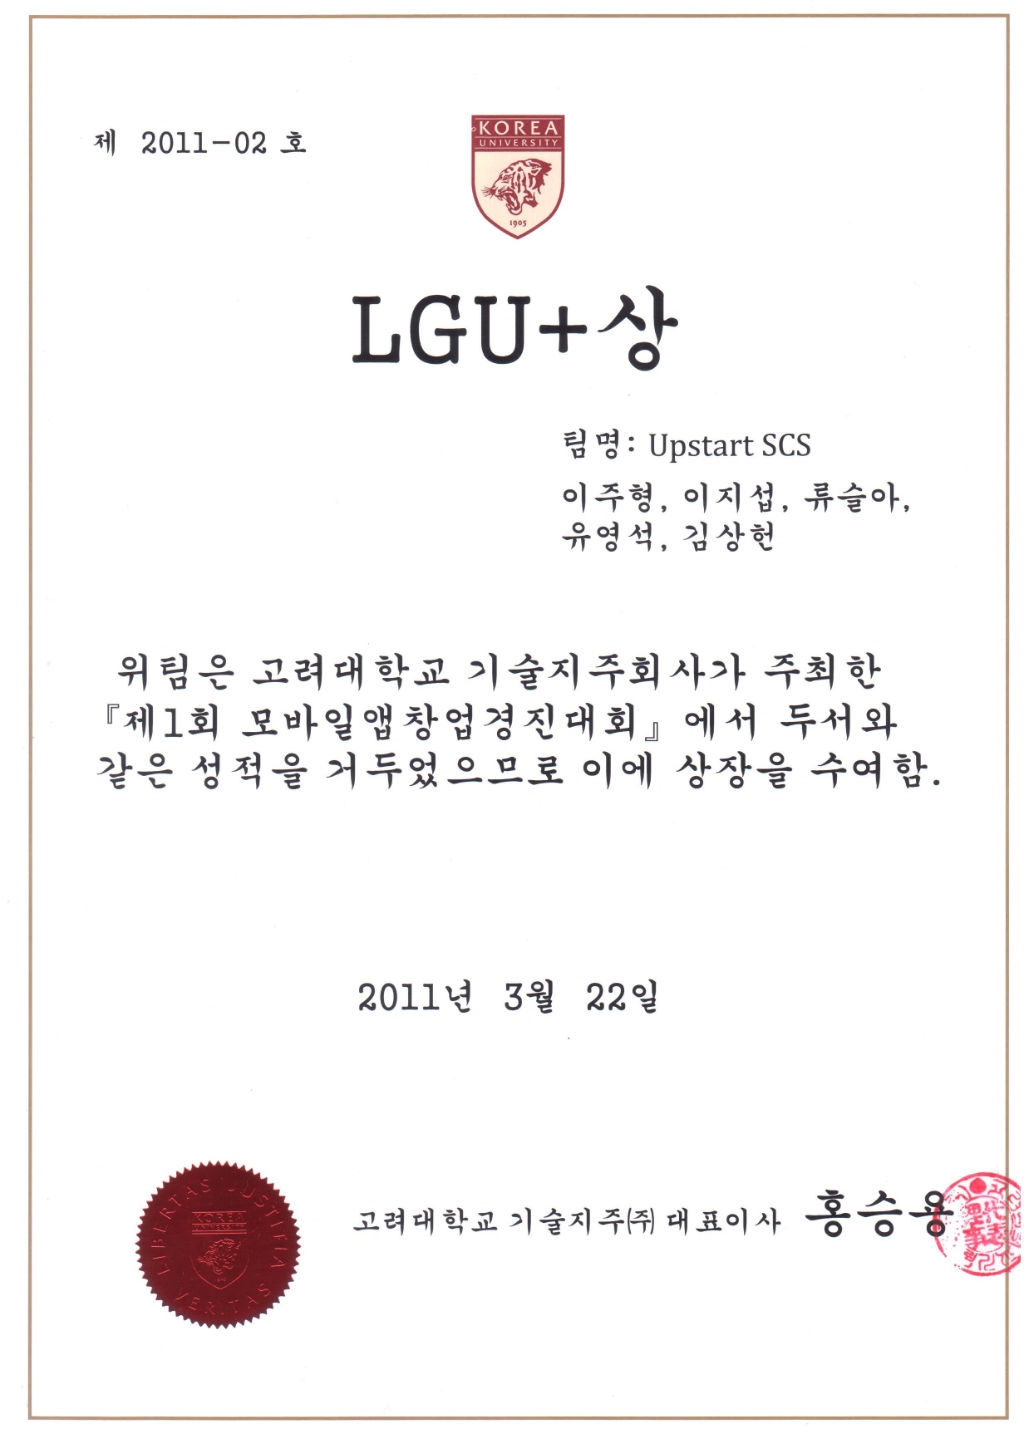 제 2011-02 호
KOREA
UNIVERSITY
1905
LGU+상
팀명: Upstart SCS
이주형, 이지섭, 류슬아,
유영석, 김상헌
위팀은 고려대학교 기술지주회사가 주최한
『제1회 모바일앱창업경진대회』에서 두서와
같은 성적을 거두었으므로 이에 상장을 수여함.
2011년 3월 22일
고려대학교 기술지주㈜ 대표이사 홍승용
LIBERTAS JUSTITIA VERITAS
KOREA
UNIVERSITY